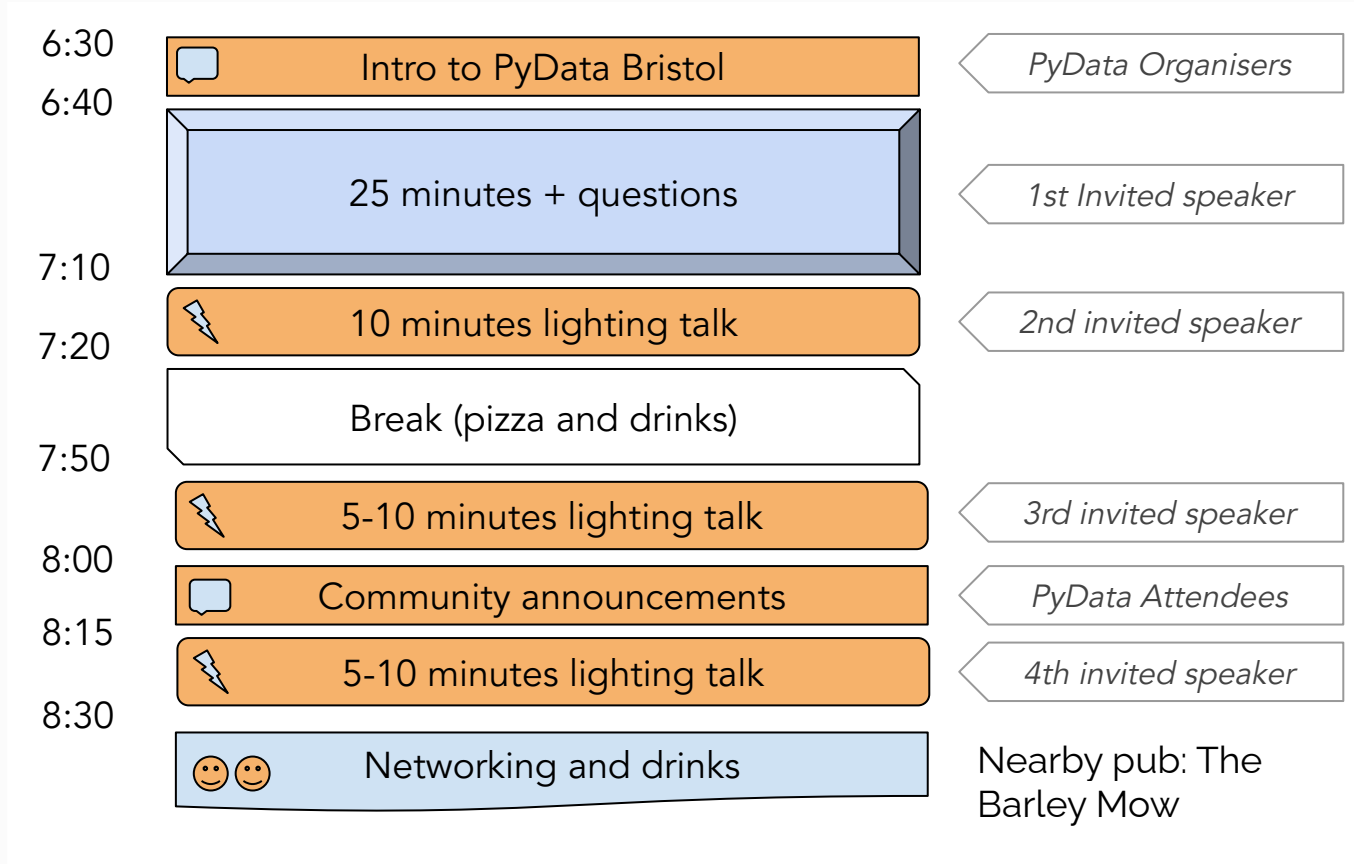 6:30
Intro to PyData Bristol
PyData Organisers
6:40
25 minutes + questions
1st Invited speaker
7:10
10 minutes lighting talk
2nd invited speaker
7:20
Break (pizza and drinks)
7:50
5-10 minutes lighting talk
3rd invited speaker
8:00
Community announcements
PyData Attendees
8:15
5-10 minutes lighting talk
4th invited speaker
8:30
Networking and drinks
Nearby pub: The
Barley Mow